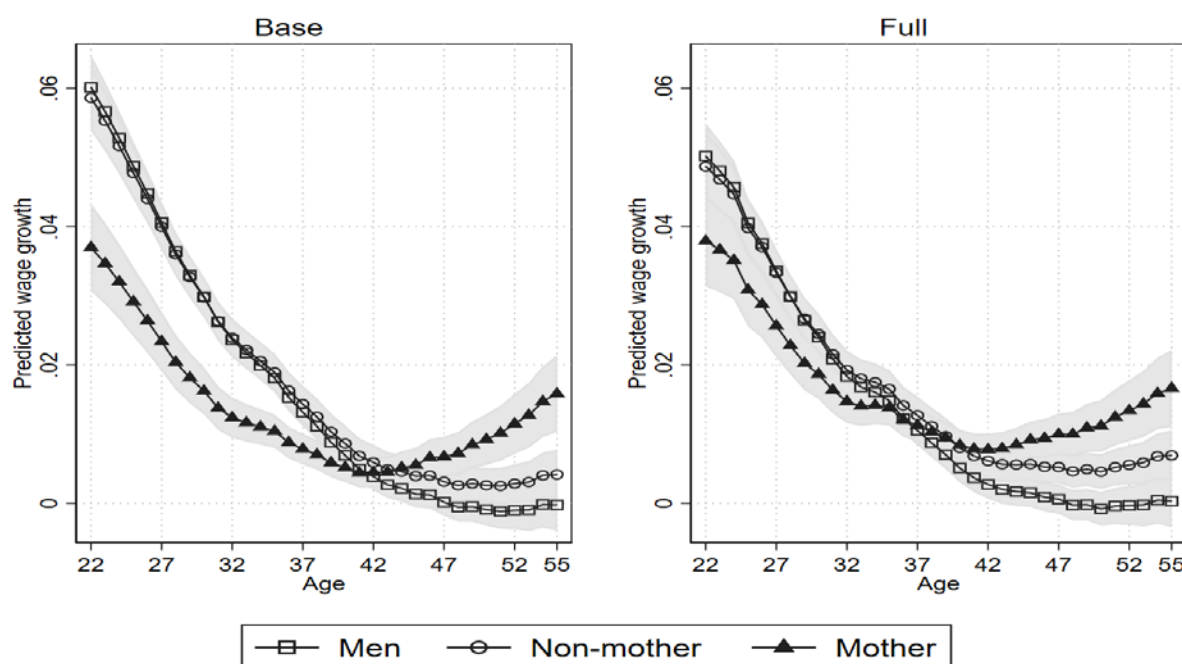 Base
Predicted wage growth
.06
.04
.02
0
22 27 32 37 42 47 52 55
Age
Full
Predicted wage growth
.06
.04
.02
0
22 27 32 37 42 47 52 55
Age
Men Non-mother Mother